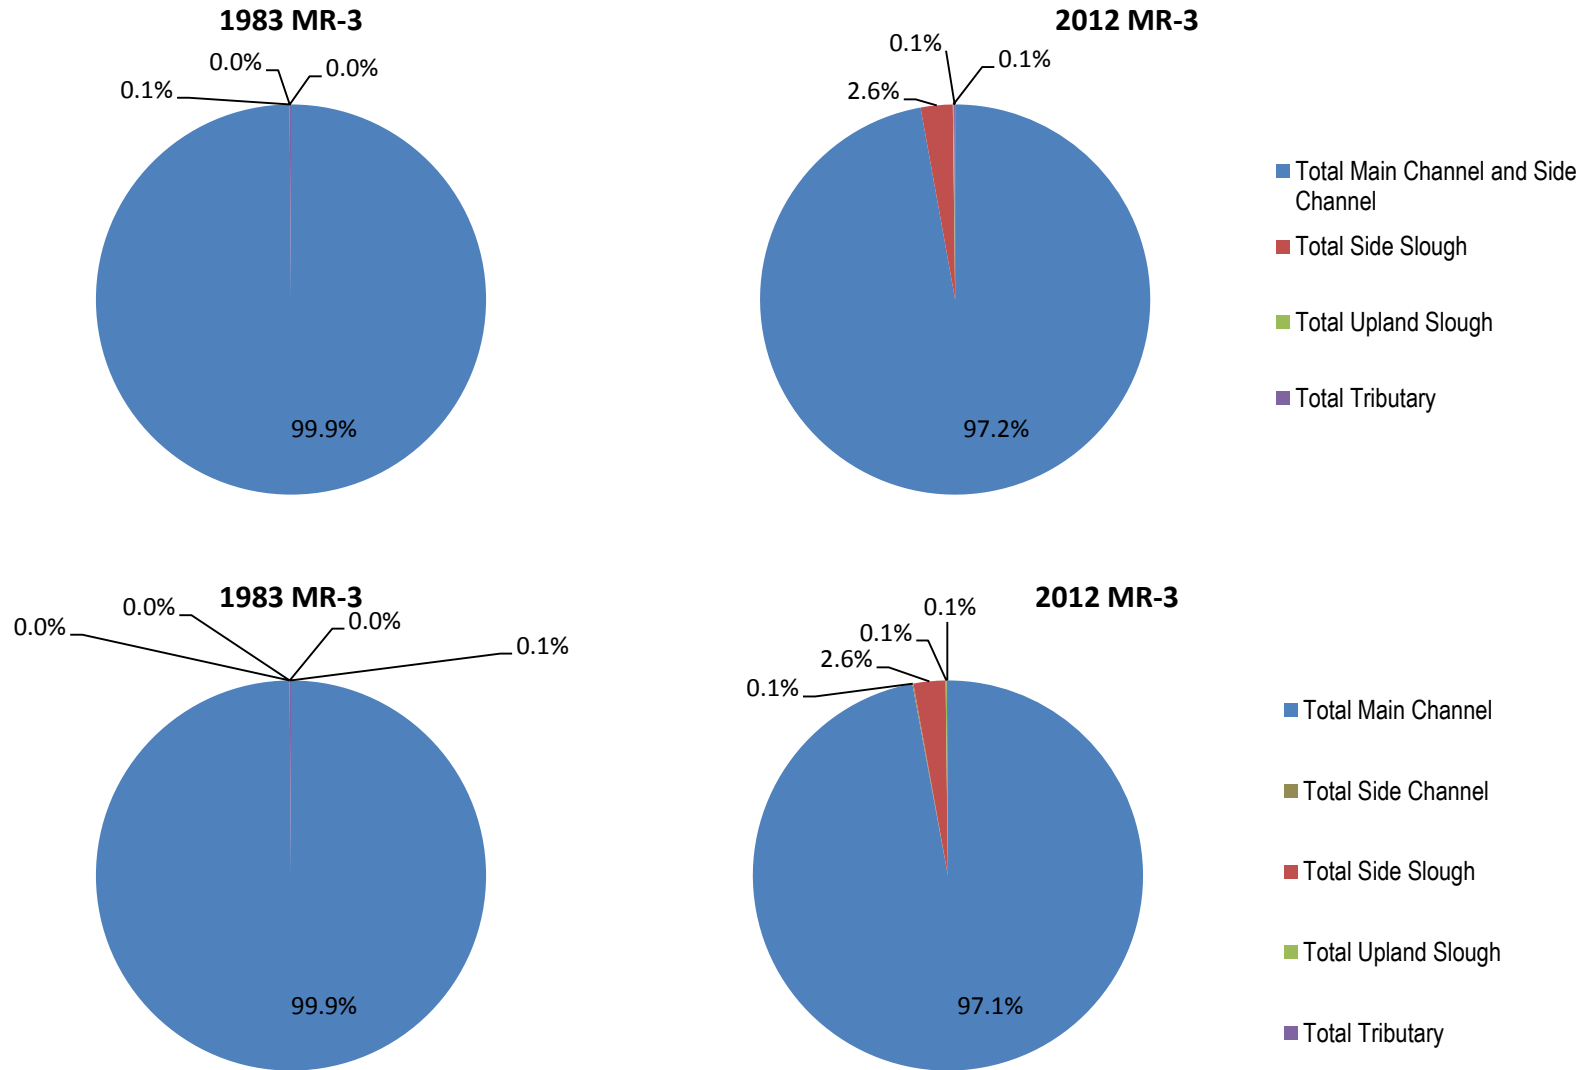 1983 MR-3
0.0%
0.0%
0.1%
99.9%
2012 MR-3
0.1%
0.1%
2.6%
97.2%
Total Main Channel and Side
Channel
Total Side Slough
Total Upland Slough
Total Tributary
1983 MR-3
0.0%
0.0%
0.0%
0.1%
99.9%
2012 MR-3
0.1%
0.1%
2.6%
0.1%
97.1%
Total Main Channel
Total Side Channel
Total Side Slough
Total Upland Slough
Total Tributary